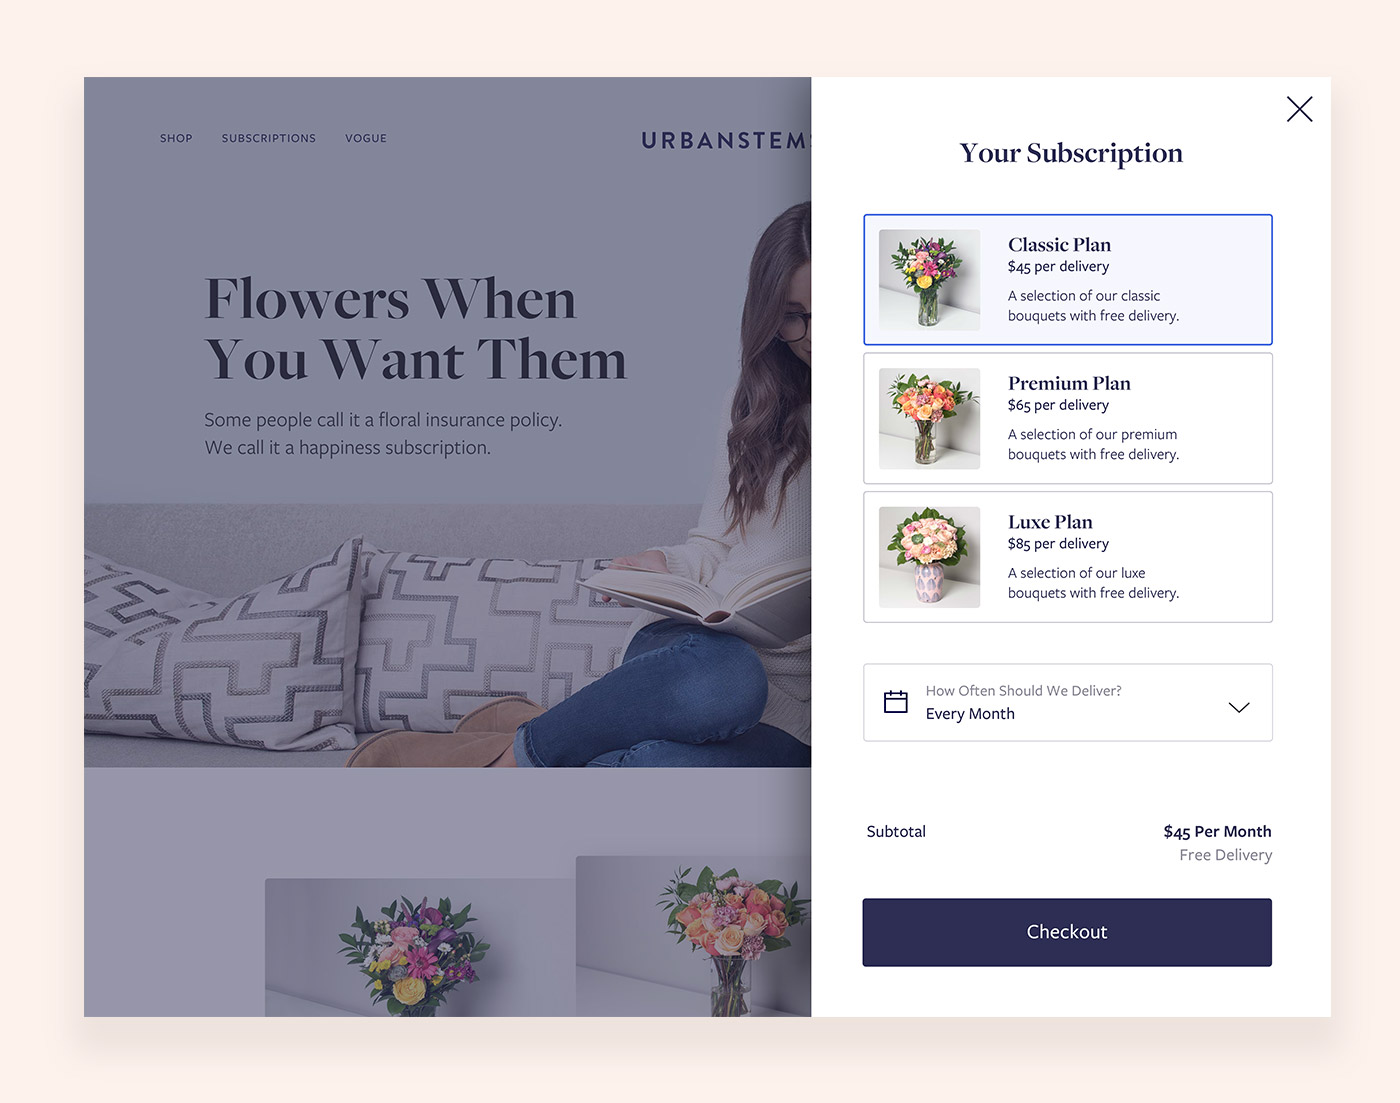 SHOP SUBSCRIPTIONS VOGUE
URBANSTEMS
Flowers When
You Want Them
Some people call it a floral insurance policy.
We call it a happiness subscription.
Your Subscription
Classic Plan
$45 per delivery
A selection of our classic
bouquets with free delivery.
Premium Plan
$65 per delivery
A selection of our premium
bouquets with free delivery.
Luxe Plan
$85 per delivery
A selection of our luxe
bouquets with free delivery.
How Often Should We Deliver?
Every Month
Subtotal $45 Per Month
Free Delivery
Checkout